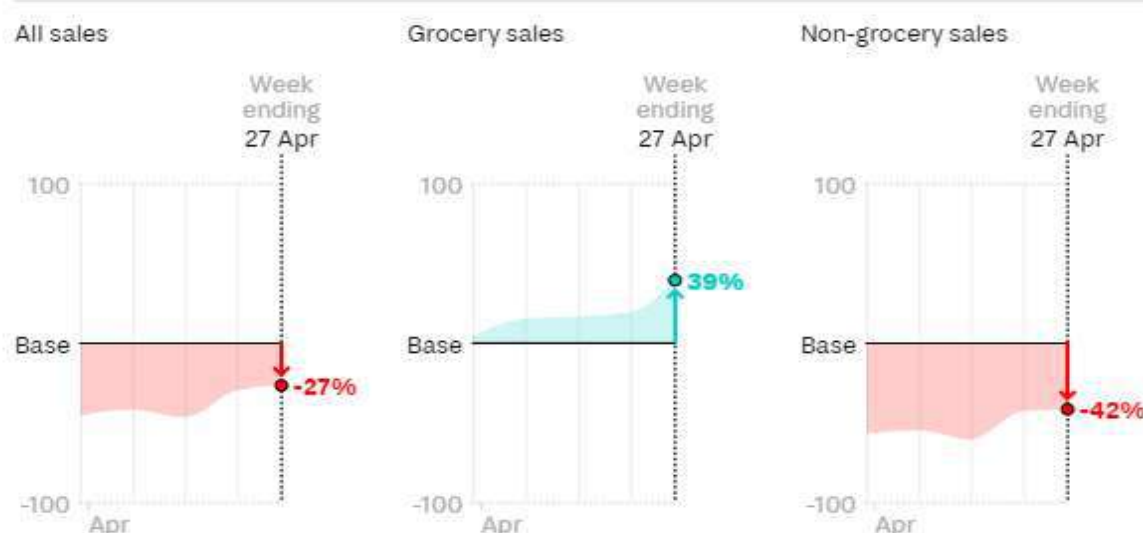 All sales
Week
ending
27 Apr
100
Base
-27%
-100
Apr
Grocery sales
Week
ending
27 Apr
100
39%
Base
-100
Apr
Non-grocery sales
Week
ending
27 Apr
100
Base
-42%
-100
Apr